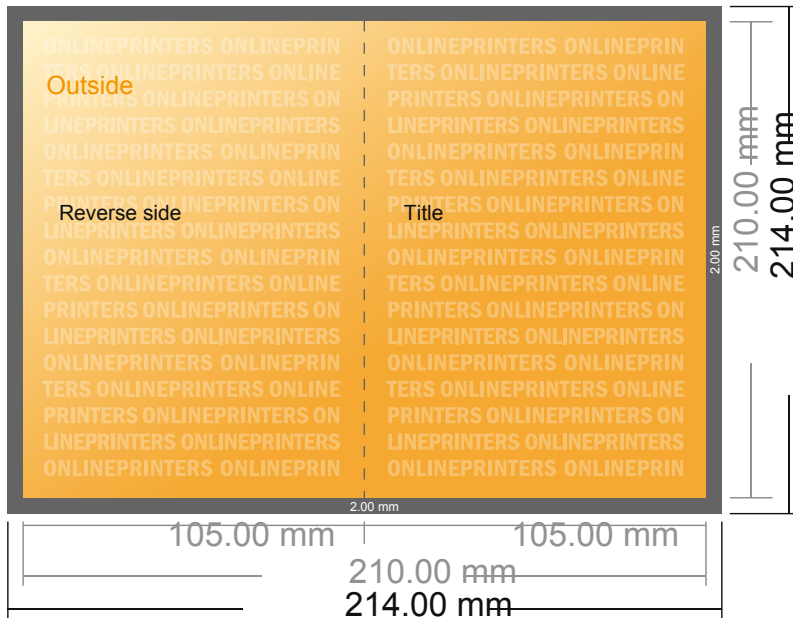 ONLINEPRINTERS ONLINEPRIN ONLINEPRINTERS ONLINEPRIN
TERS ONLINEPRINTERS ONLINE TERS ONLINEPRINTERS ONLINE
Outside
PRINTERS ONLINEPRINTERS ON PRINTERS ONLINEPRINTERS ON
LINEPRINTERS ONLINEPRINTERS LINEPRINTERS ONLINEPRINTERS
ONLINEPRINTERS ONLINEPRIN ONLINEPRINTERS ONLINEPRIN
TERS ONLINEPRINTERS ONLINE TERS ONLINEPRINTERS ONLINE
PRINTERS ONLINEPRINTERS ON PRINTERS ONLINEPRINTERS ON
Reverse side Title
LINEPRINTERS ONLINEPRINTERS LINEPRINTERS ONLINEPRINTERS
ONLINEPRINTERS ONLINEPRIN ONLINEPRINTERS ONLINEPRIN
TERS ONLINEPRINTERS ONLINE TERS ONLINEPRINTERS ONLINE
PRINTERS ONLINEPRINTERS ON PRINTERS ONLINEPRINTERS ON
LINEPRINTERS ONLINEPRINTERS LINEPRINTERS ONLINEPRINTERS
ONLINEPRINTERS ONLINEPRIN ONLINEPRINTERS ONLINEPRIN
TERS ONLINEPRINTERS ONLINE TERS ONLINEPRINTERS ONLINE
PRINTERS ONLINEPRINTERS ON PRINTERS ONLINEPRINTERS ON
LINEPRINTERS ONLINEPRINTERS LINEPRINTERS ONLINEPRINTERS
ONLINEPRINTERS ONLINEPRIN ONLINEPRINTERS ONLINEPRIN
2.00 mm
210.00 mm
214.00 mm
2.00 mm
105.00 mm 105.00 mm
210.00 mm
214.00 mm